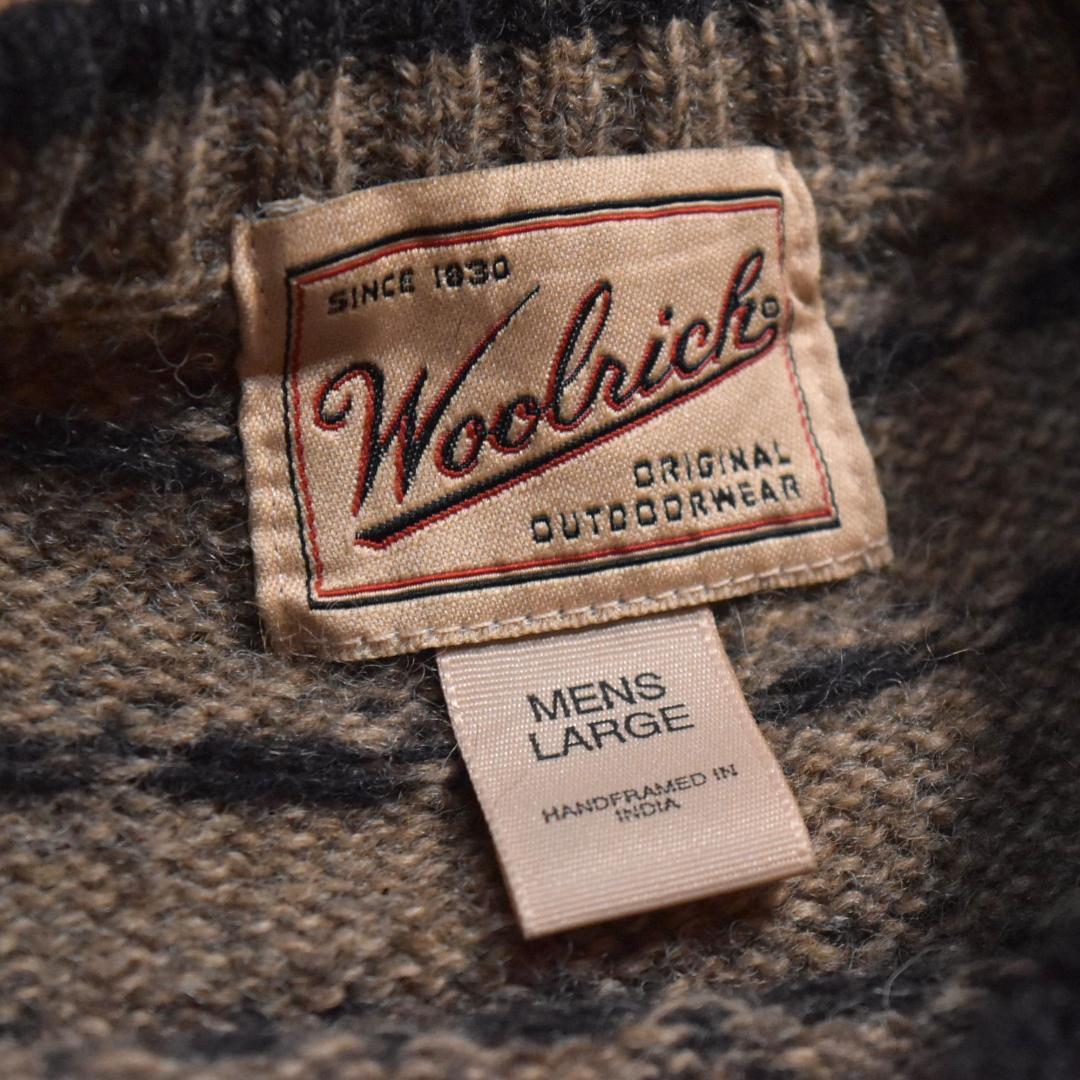 SINCE 1830
Woolrich®
ORIGINAL
OUTDOORWEAR
MENS
LARGE
HANDFRAMED IN
INDIA